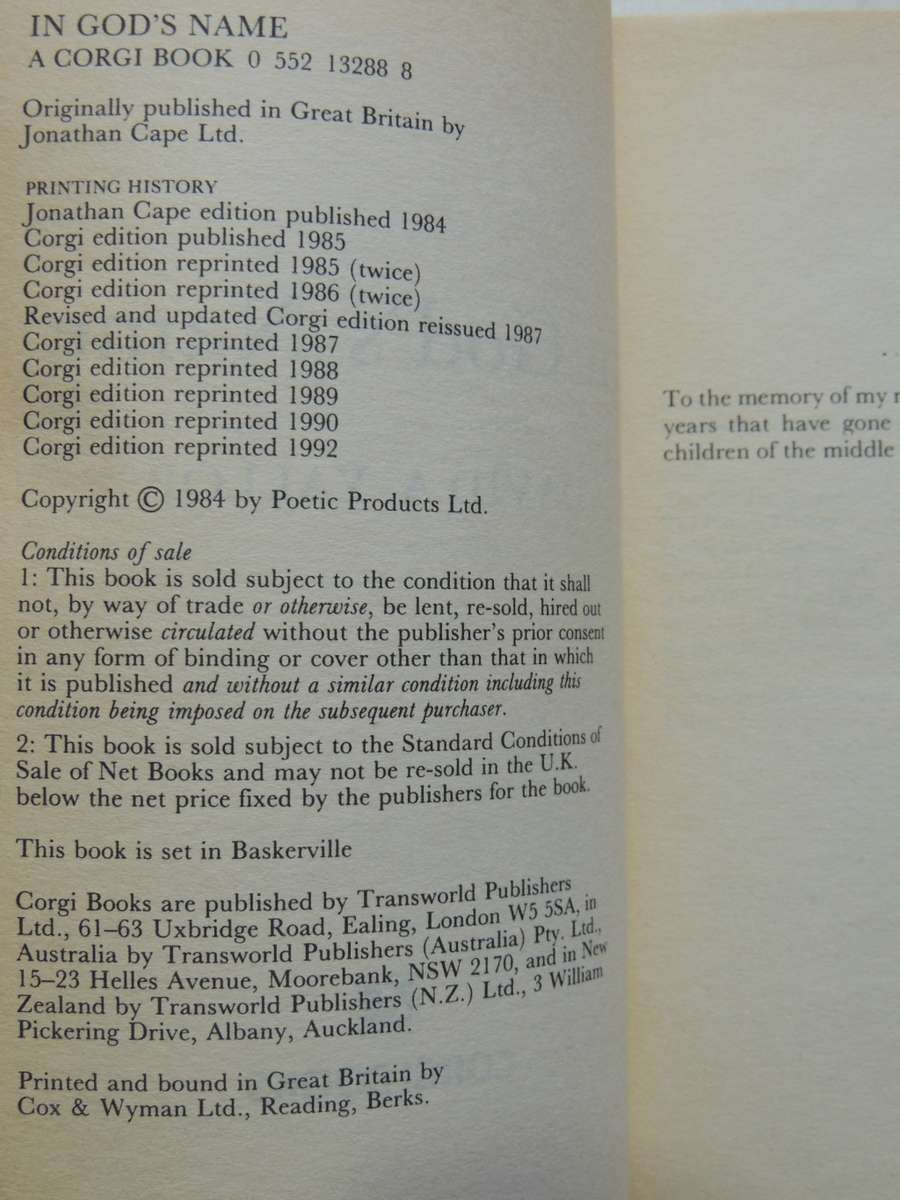 IN GOD'S NAME
A CORGI BOOK 0 552 13288 8
Originally published in Great Britain by
Jonathan Cape Ltd.
PRINTING HISTORY
Jonathan Cape edition published 1984
Corgi edition published 1985
Corgi edition reprinted 1985 (twice)
Corgi edition reprinted 1986 (twice)
Revised and updated Corgi edition reissued 1987
Corgi edition reprinted 1987
Corgi edition reprinted 1988
Corgi edition reprinted 1989
Corgi edition reprinted 1990
Corgi edition reprinted 1992
Copyright © 1984 by Poetic Products Ltd.
Conditions of sale
1: This book is sold subject to the condition that it shall
not, by way of trade or otherwise, be lent, re-sold, hired out
or otherwise circulated without the publisher's prior consent
in any form of binding or cover other than that in which
it is published and without a similar condition including this
condition being imposed on the subsequent purchaser.
2: This book is sold subject to the Standard Conditions of
Sale of Net Books and may not be re-sold in the U.K.
below the net price fixed by the publishers for the book.
This book is set in Baskerville
Corgi Books are published by Transworld Publishers
Ltd., 61–63 Uxbridge Road, Ealing, London W5 5SA, in
Australia by Transworld Publishers (Australia) Pty. Ltd.,
15–23 Helles Avenue, Moorebank, NSW 2170, and in New
Zealand by Transworld Publishers (N.Z.) Ltd., 3 William
Pickering Drive, Albany, Auckland.
Printed and bound in Great Britain by
Cox & Wyman Ltd., Reading, Berks.
To the memory of my
years that have gone
children of the middle